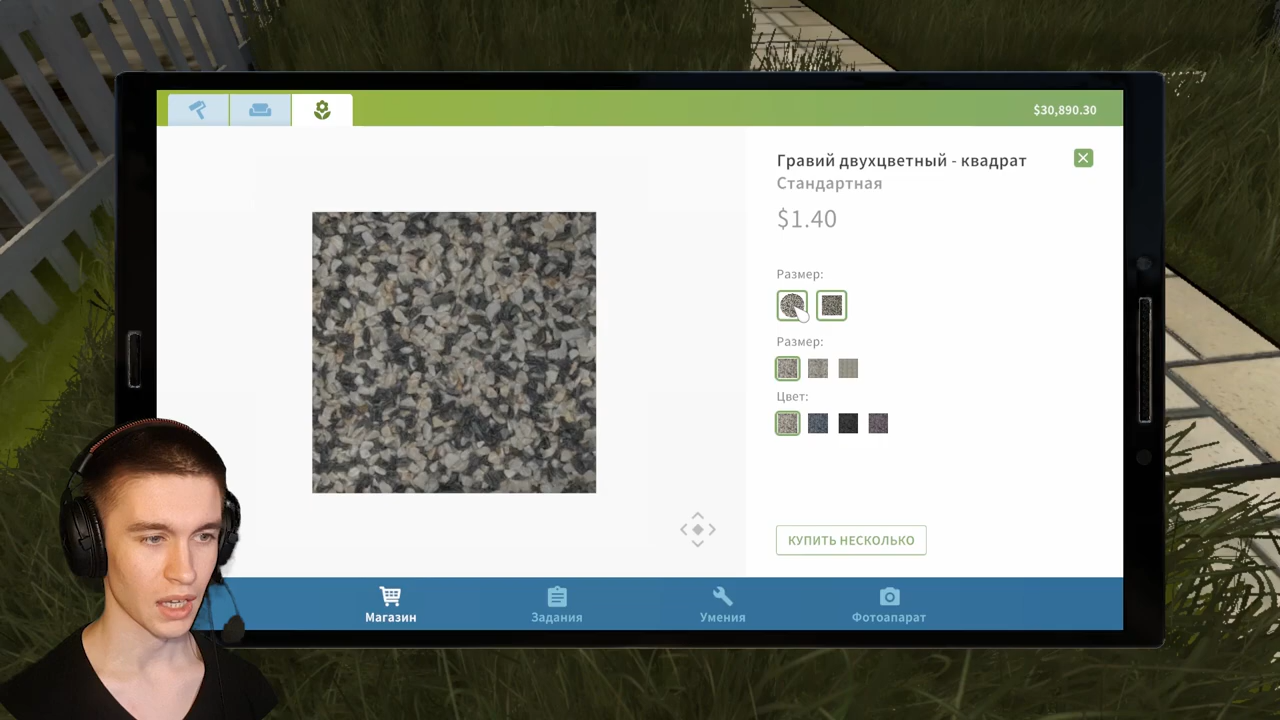 $30,890.30
Гравий двухцветный - квадрат
Стандартная
$1.40
Размер:
Размер:
Цвет:
КУПИТЬ НЕСКОЛЬКО
Магазин
Задания
Умения
Фотоапарат